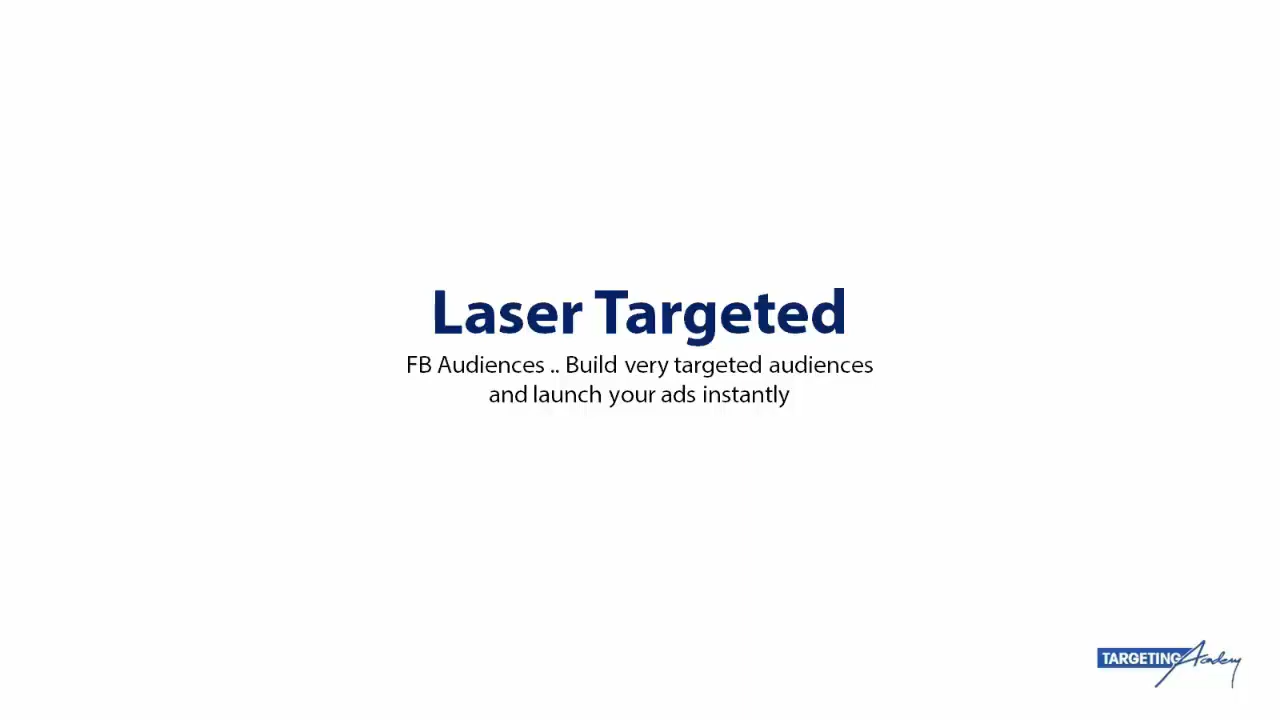 Laser Targeted
FB Audiences .. Build very targeted audiences
and launch your ads instantly
TARGETING Academy